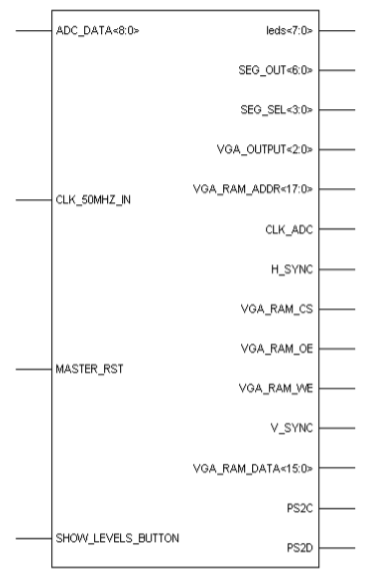 ADC_DATA<8:0>
leds<7:0>
SEG_OUT<6:0>
SEG_SEL<3:0>
VGA_OUTPUT<2:0>
VGA_RAM_ADDR<17:0>
CLK_50MHZ_IN
CLK_ADC
H_SYNC
VGA_RAM_CS
VGA_RAM_OE
MASTER_RST
VGA_RAM_WE
V_SYNC
VGA_RAM_DATA<15:0>
PS2C
SHOW_LEVELS_BUTTON
PS2D